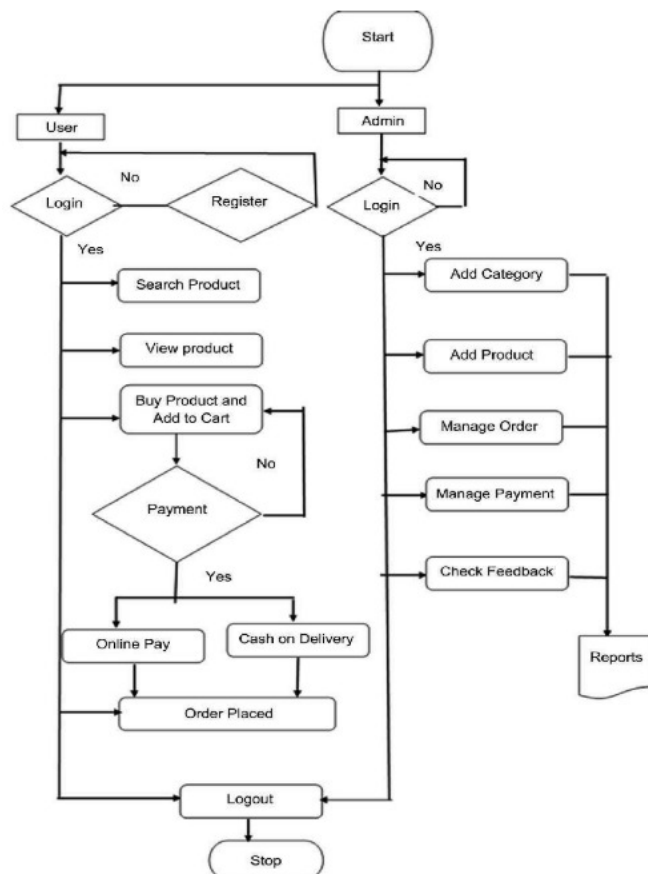 Start
User
Admin
No
Login
Register
No
Login
Yes
Yes
Search Product
Add Category
View product
Add Product
Buy Product and
Add to Cart
Manage Order
No
Payment
Manage Payment
Yes
Check Feedback
Online Pay
Cash on Delivery
Reports
Order Placed
Logout
Stop